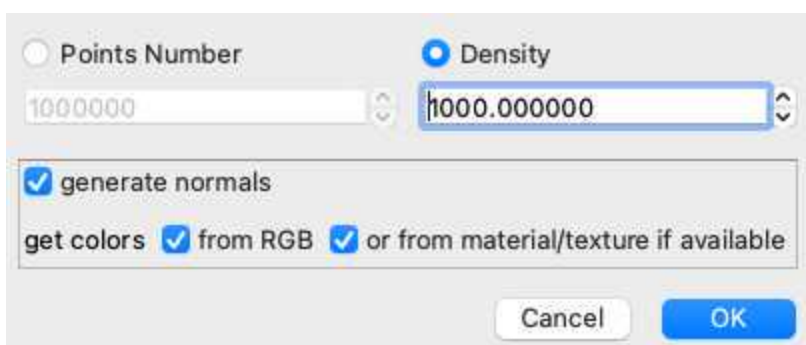 Points Number Density
1000000 1000.000000
generate normals
get colors from RGB or from material/texture if available
Cancel OK